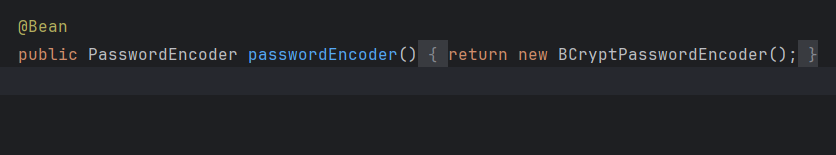 @Bean
public PasswordEncoder passwordEncoder() { return new BCryptPasswordEncoder(); }